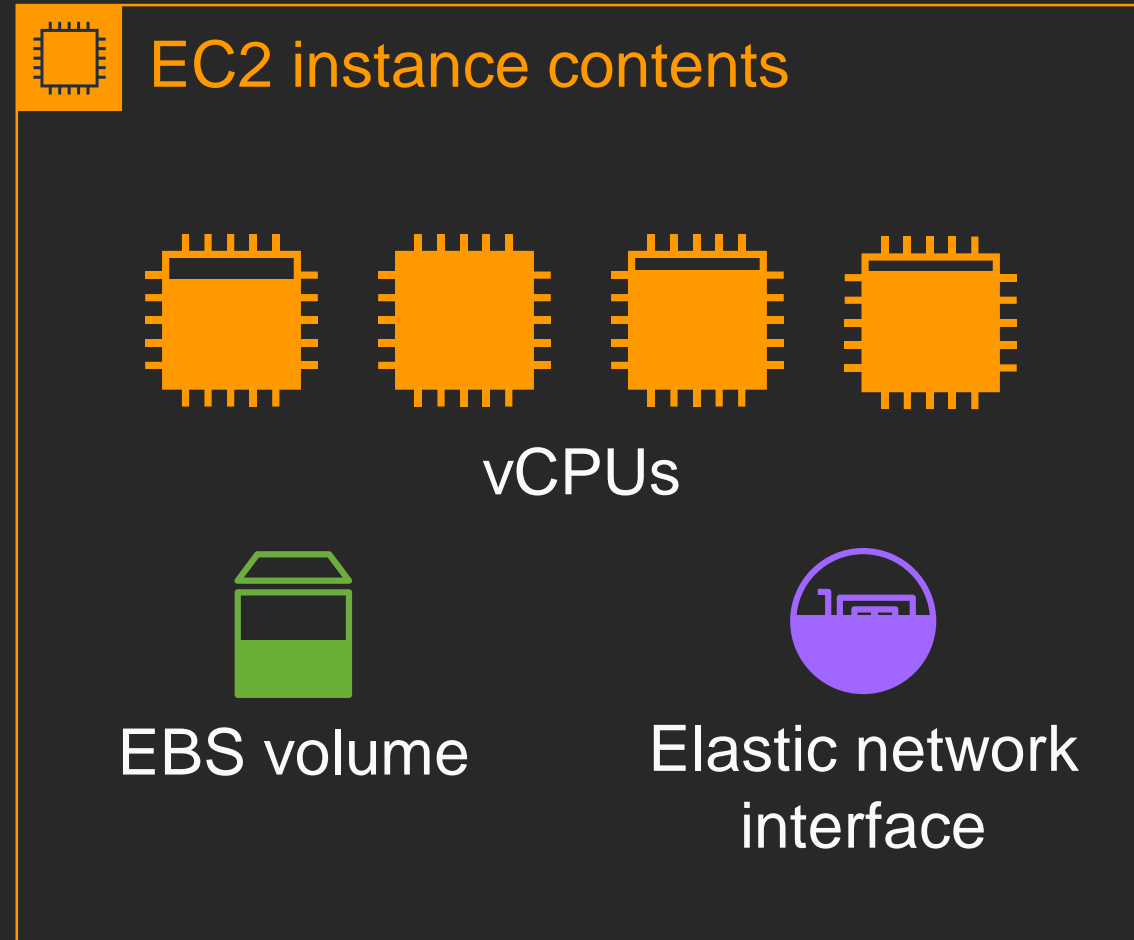 EC2 instance contents
vCPUs
EBS volume
Elastic network
interface